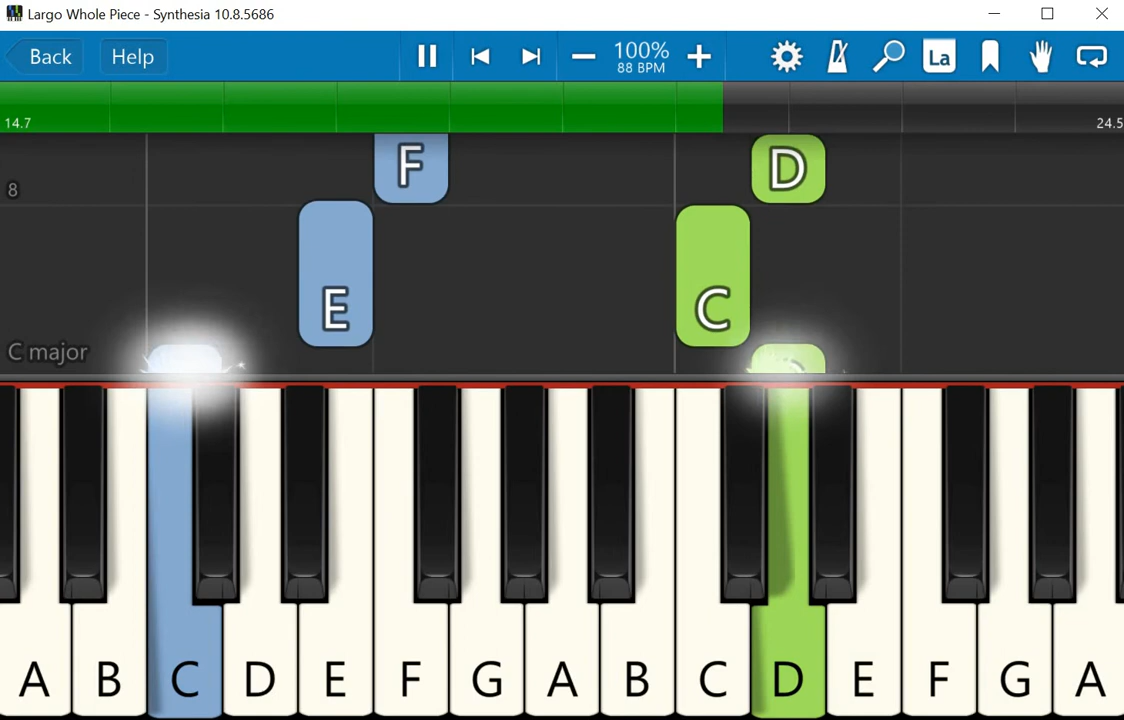 Largo Whole Piece - Synthesia 10.8.5686
Back Help 100% La
88 BPM
14.7 24.5
F D
8
E C
C major
A B C D E F G A B C D E F G A